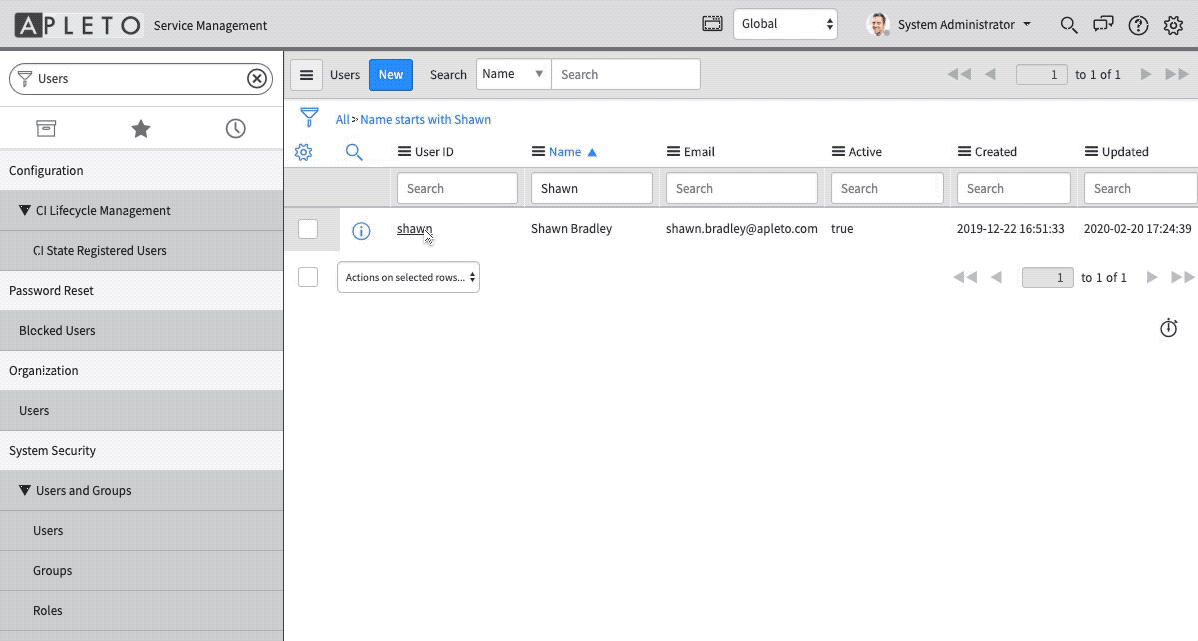 APLETO Service Management
Global
System Administrator
Users
Users New Search Name Search
1 to 1 of 1
All > Name starts with Shawn
User ID Name Email Active Created Updated
Search Shawn Search Search Search Search
shawn Shawn Bradley shawn.bradley@apleto.com true 2019-12-22 16:51:33 2020-02-20 17:24:39
Actions on selected rows...
1 to 1 of 1
Configuration
CI Lifecycle Management
CI State Registered Users
Password Reset
Blocked Users
Organization
Users
System Security
Users and Groups
Users
Groups
Roles